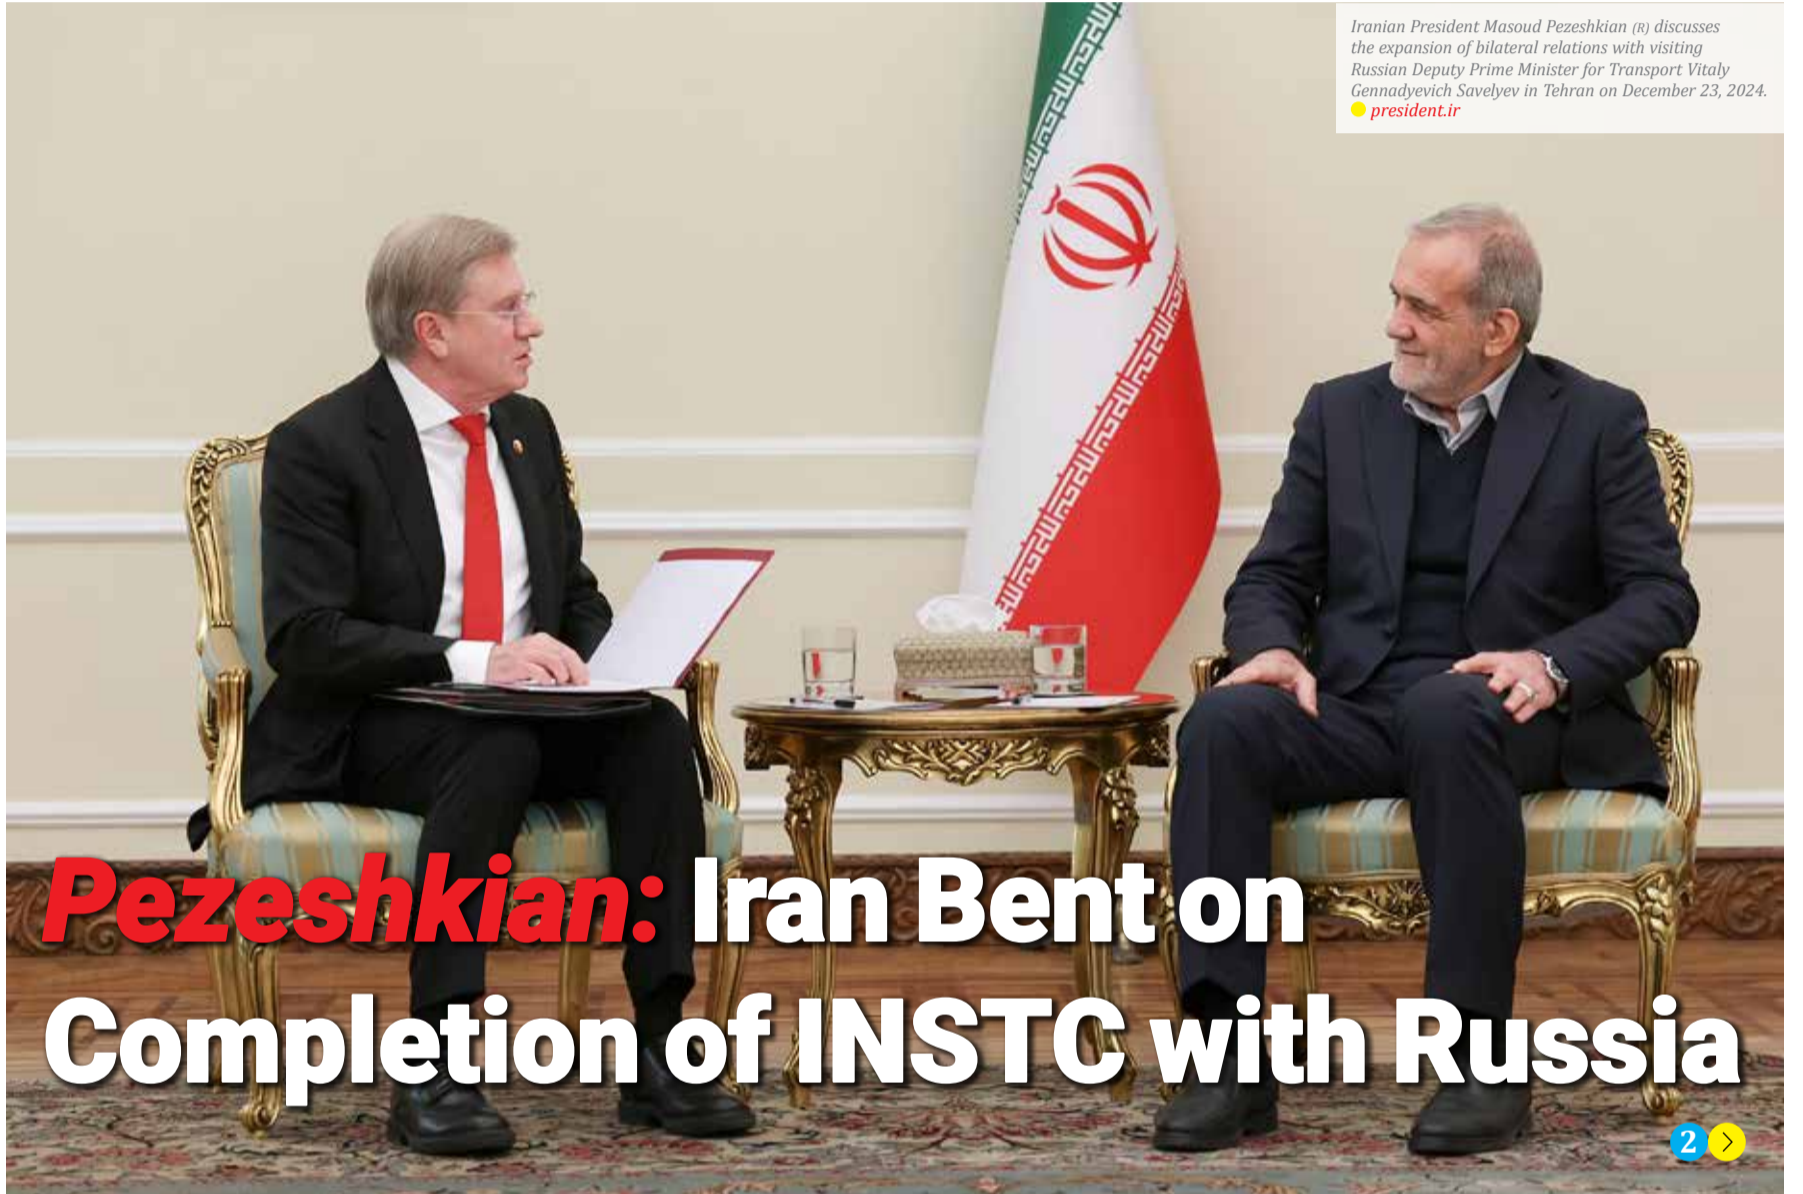 Iranian President Masoud Pezeshkian (R) discusses
the expansion of bilateral relations with visiting
Russian Deputy Prime Minister for Transport Vitaly
Gennadyevich Savelyev in Tehran on December 23, 2024.
president.ir
Pezeshkian: Iran Bent on
Completion of INSTC with Russia
2